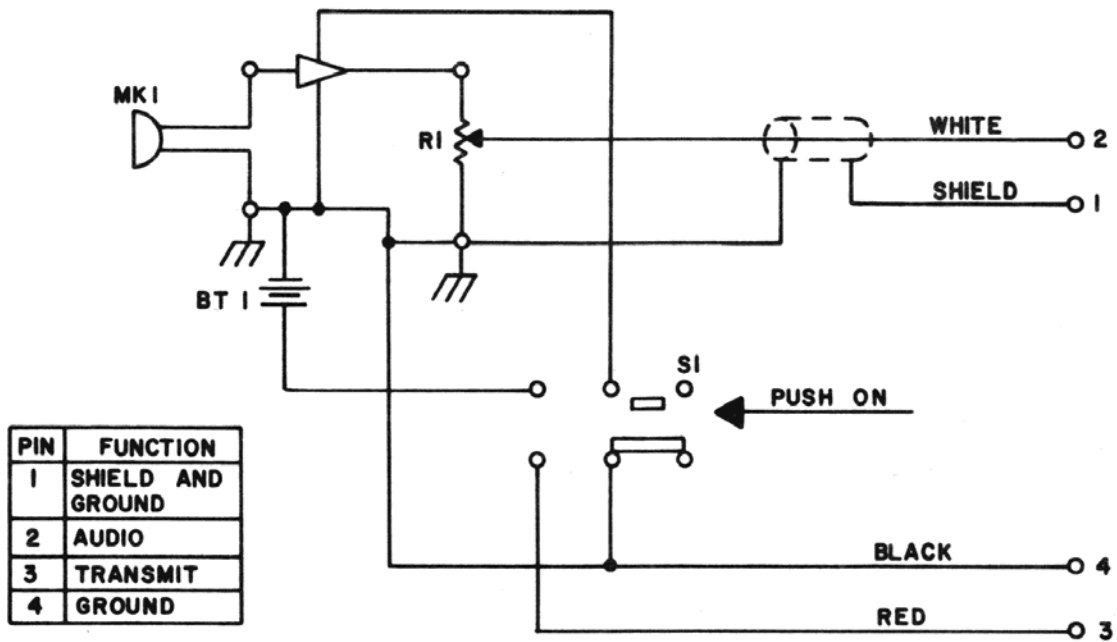 MK1
R1
WHITE
2
SHIELD
1
BT 1
S1
PUSH ON
PIN FUNCTION
1 SHIELD AND
GROUND
2 AUDIO
3 TRANSMIT
4 GROUND
BLACK
4
RED
3